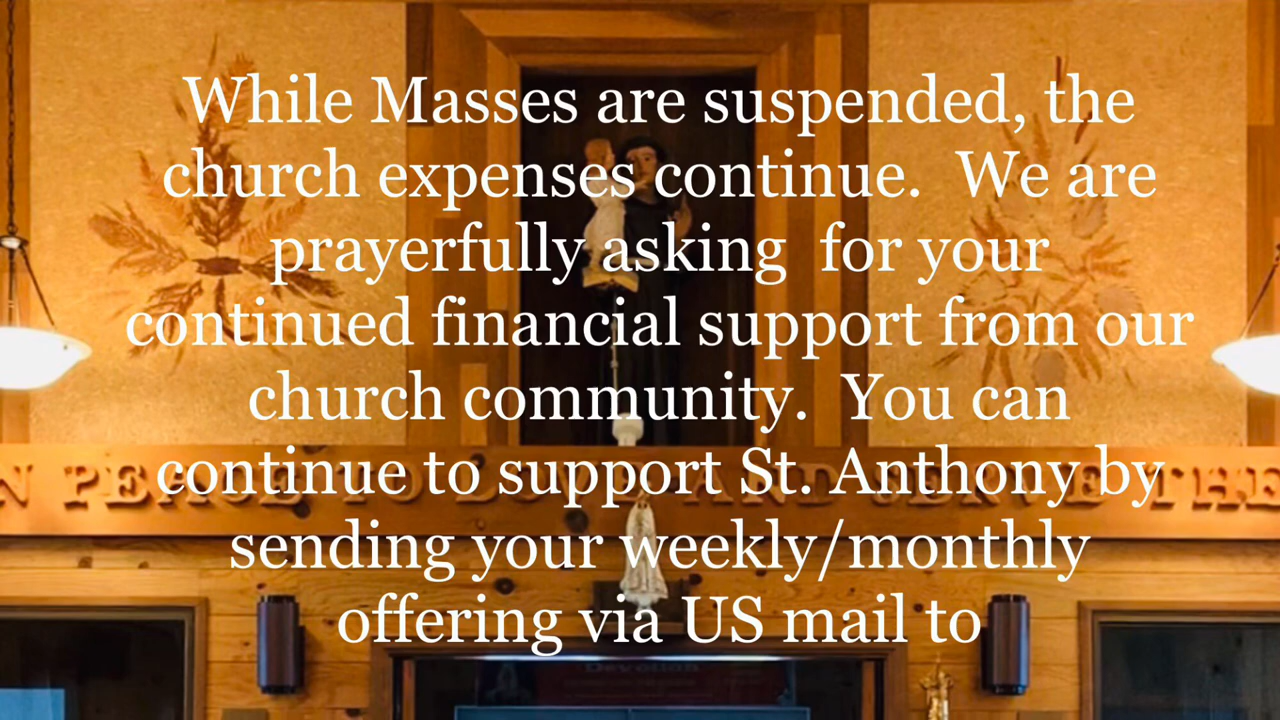 While Masses are suspended, the
church expenses continue.  We are
prayerfully asking  for your
continued financial support from our
church community.  You can
continue to support St. Anthony by
sending your weekly/monthly
offering via US mail to
Devotion